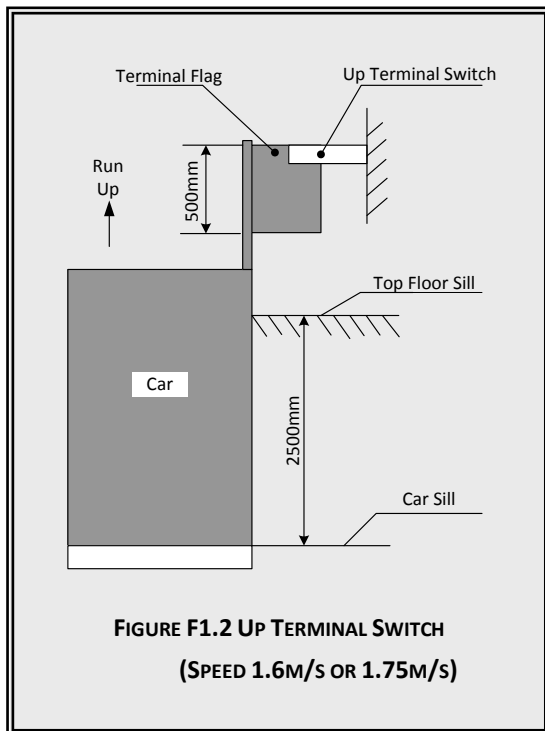 Terminal Flag
Up Terminal Switch
Run
Up
500mm
Top Floor Sill
Car
2500mm
Car Sill
FIGURE F1.2 UP TERMINAL SWITCH
(SPEED 1.6M/S OR 1.75M/S)